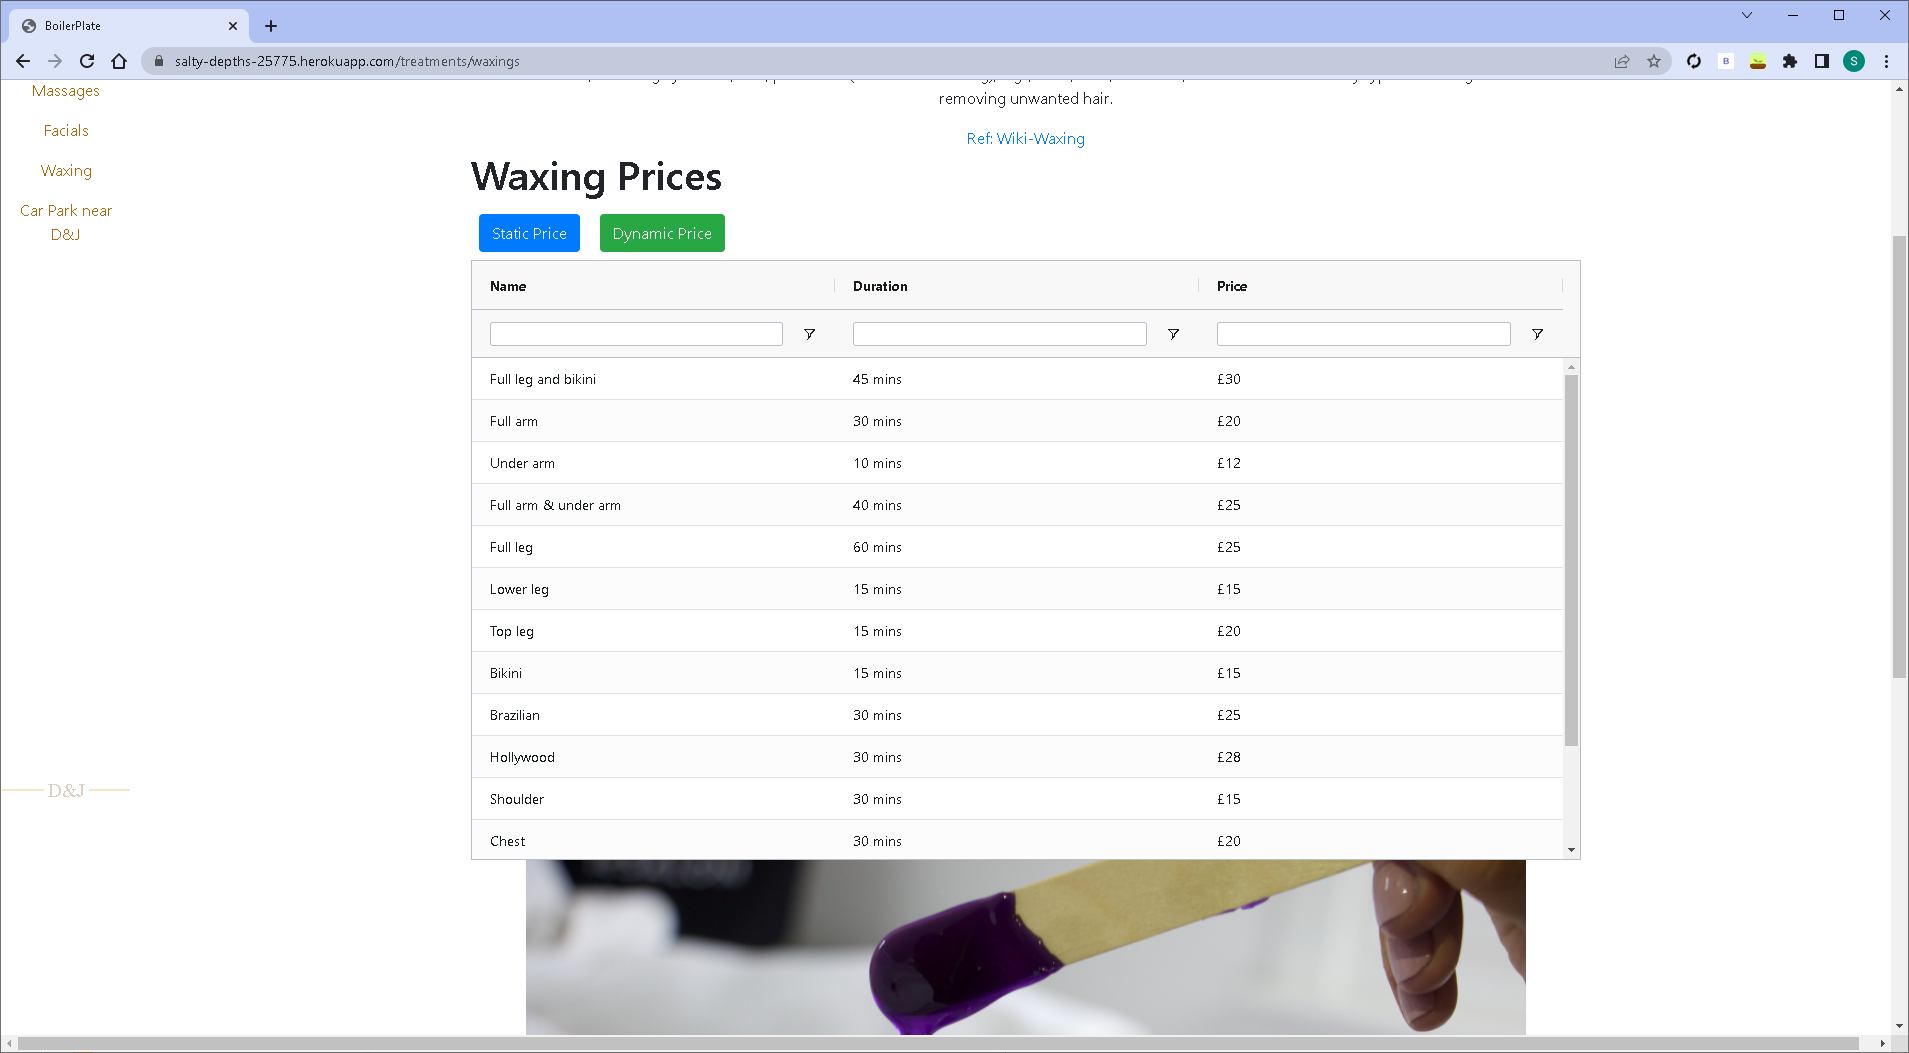 BoilerPlate
salty-depths-25775.herokuapp.com/treatments/waxings
B
S
Massages
Facials
Waxing
Car Park near
D&J
D&J
removing unwanted hair.
Ref: Wiki-Waxing
Waxing Prices
Static Price Dynamic Price
Name Duration Price
Full leg and bikini 45 mins £30
Full arm 30 mins £20
Under arm 10 mins £12
Full arm & under arm 40 mins £25
Full leg 60 mins £25
Lower leg 15 mins £15
Top leg 15 mins £20
Bikini 15 mins £15
Brazilian 30 mins £25
Hollywood 30 mins £28
Shoulder 30 mins £15
Chest 30 mins £20